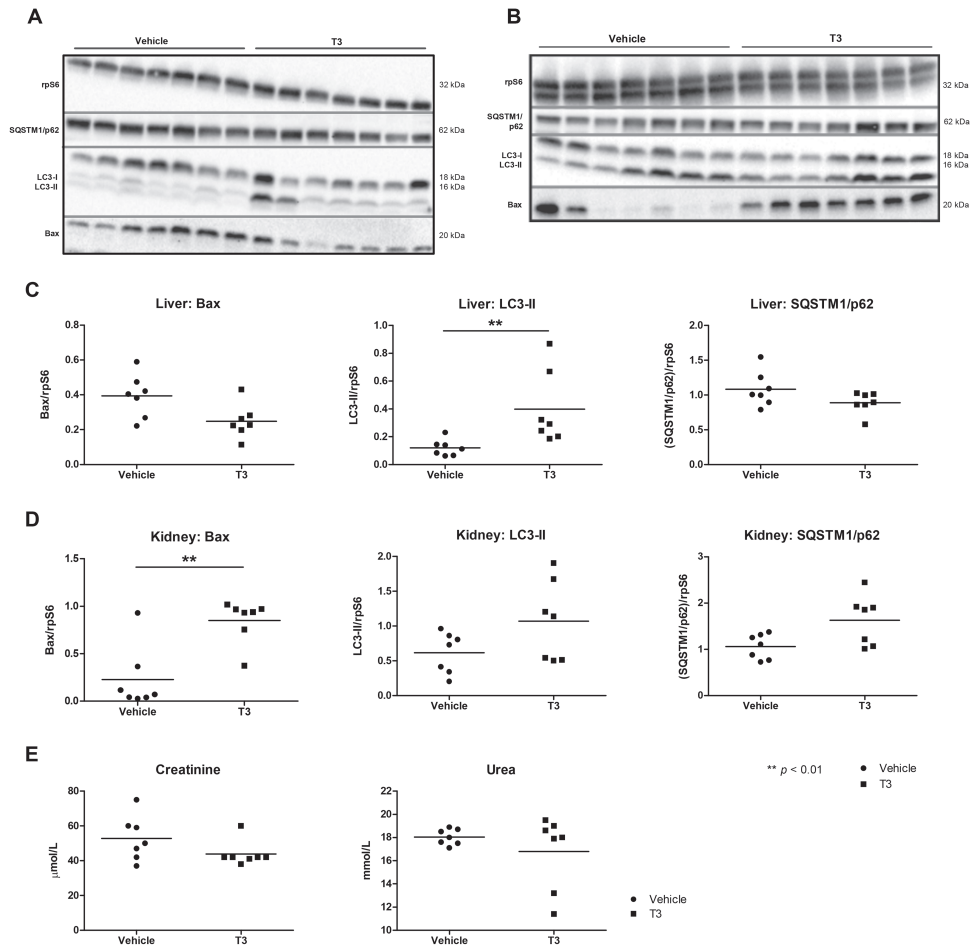 A
Vehicle T3
rpS6 32 kDa
SQSTM1/p62 62 kDa
LC3-I 18 kDa
LC3-II 16 kDa
Bax 20 kDa
B
Vehicle T3
rpS6 32 kDa
SQSTM1/
p62 62 kDa
LC3-I 18 kDa
LC3-II 16 kDa
Bax 20 kDa
C
Liver: Bax
Bax/rpS6
0.8
0.6
0.4
0.2
0.0
Vehicle T3
Liver: LC3-II
LC3-II/rpS6
1.0
0.8
0.6
0.4
0.2
0.0
**
Vehicle T3
Liver: SQSTM1/p62
(SQSTM1/p62)/rpS6
2.0
1.5
1.0
0.5
0.0
Vehicle T3
D
Kidney: Bax
Bax/rpS6
1.5
1.0
0.5
0.0
**
Vehicle T3
Kidney: LC3-II
LC3-II/rpS6
2.0
1.5
1.0
0.5
0.0
Vehicle T3
Kidney: SQSTM1/p62
(SQSTM1/p62)/rpS6
3
2
1
0
Vehicle T3
E
Creatinine
µmol/L
80
60
40
20
0
Vehicle T3
Urea
mmol/L
22
20
18
16
14
12
10
Vehicle T3
Vehicle
T3
** p < 0.01
Vehicle
T3